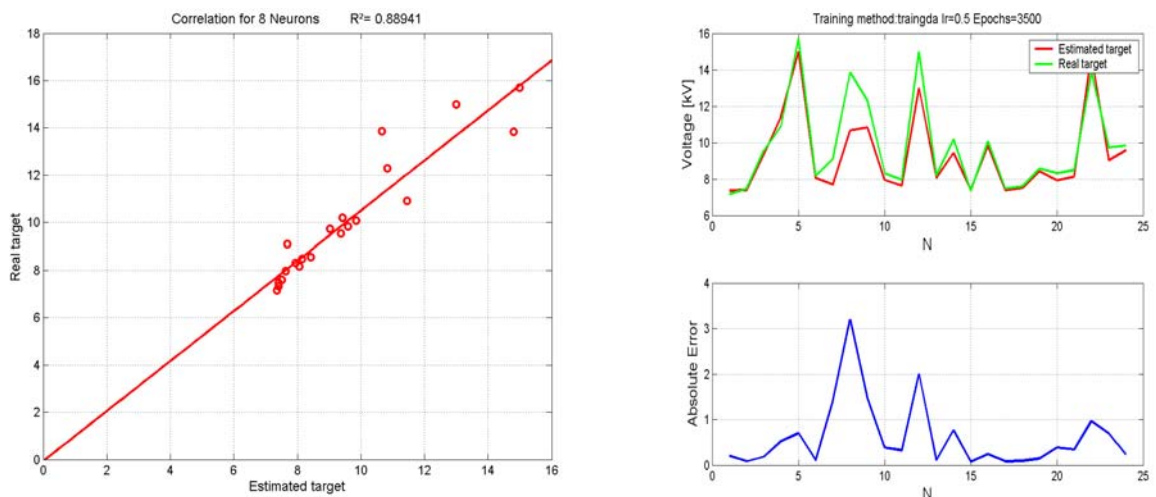 Correlation for 8 Neurons R²= 0.88941
18
16
14
12
10
8
6
4
2
0
Real target
0 2 4 6 8 10 12 14 16
Estimated target
Training method:traingda lr=0.5 Epochs=3500
Estimated target
Real target
16
14
12
10
8
6
Voltage [kV]
0 5 10 15 20 25
N
4
3
2
1
0
Absolute Error
0 5 10 15 20 25
N